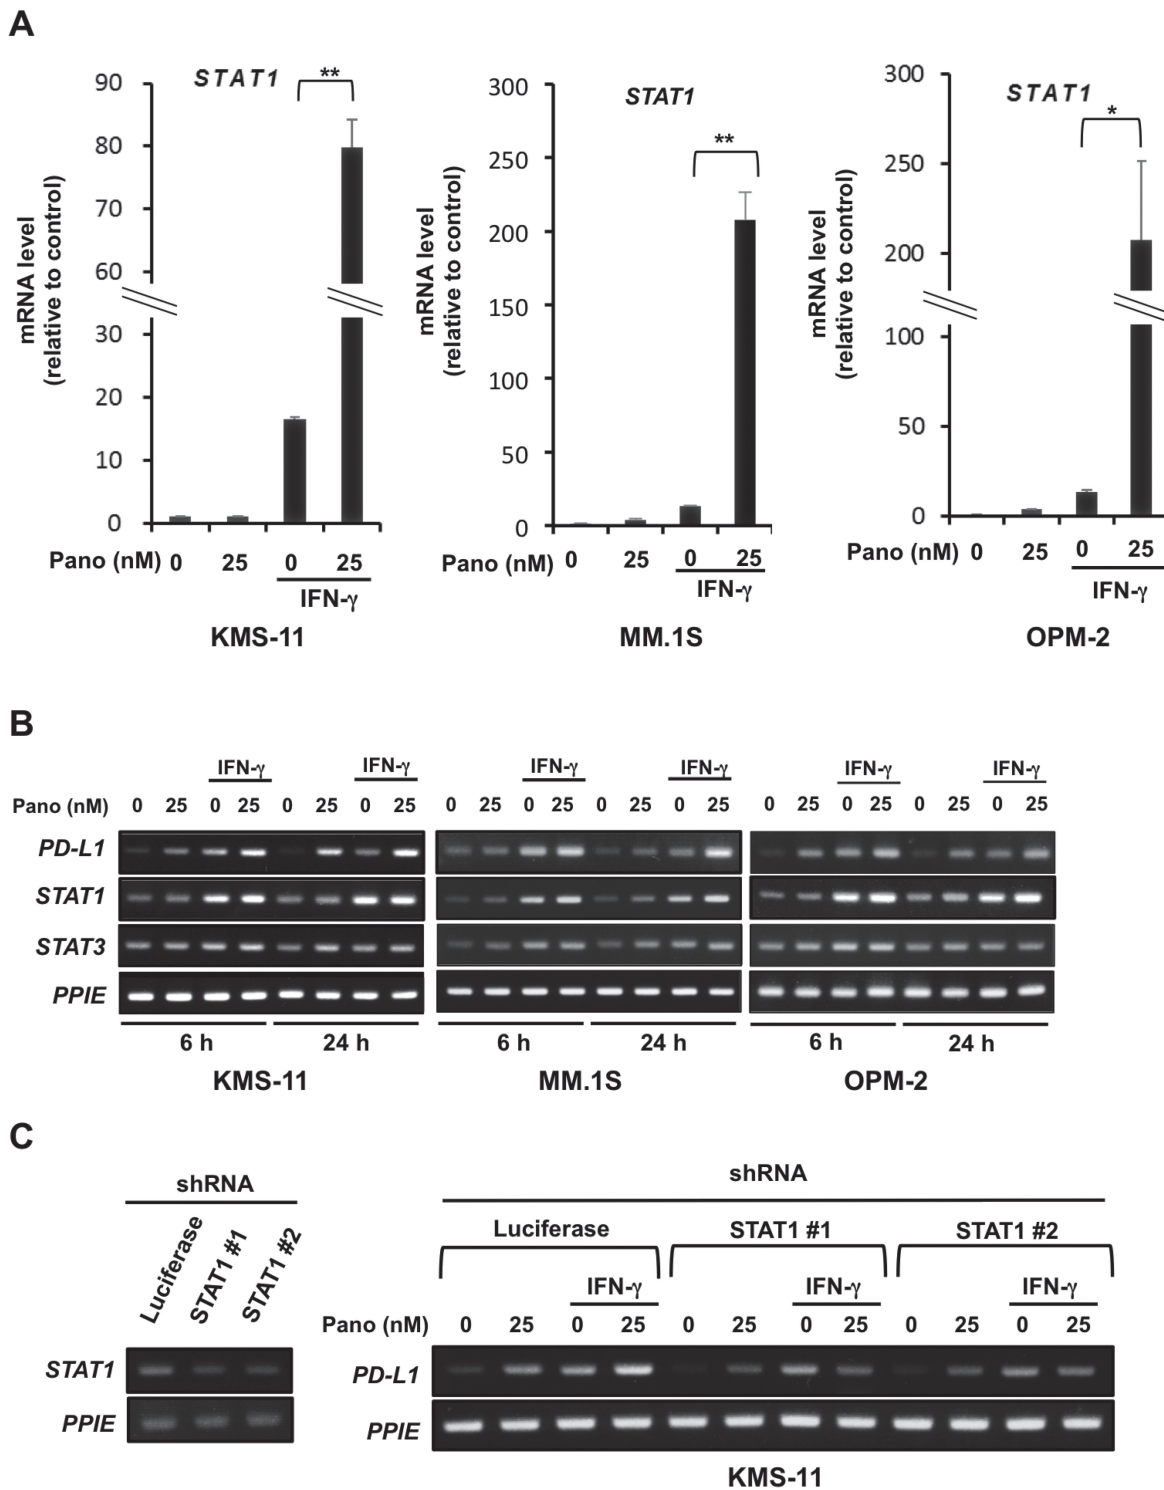 A
STAT1 **
90
80
70
60
30
20
10
0
mRNA level
(relative to control)
Pano (nM) 0 25 0 25
IFN-γ
KMS-11
STAT1
**
300
250
200
150
100
50
0
mRNA level
(relative to control)
Pano (nM) 0 25 0 25
IFN-γ
MM.1S
STAT1
*
300
250
200
100
50
0
mRNA level
(relative to control)
Pano (nM) 0 25 0 25
IFN-γ
OPM-2
B
IFN-γ IFN-γ IFN-γ IFN-γ IFN-γ IFN-γ
Pano (nM) 0 25 0 25 0 25 0 25 0 25 0 25 0 25 0 25 0 25 0 25 0 25 0 25
PD-L1
STAT1
STAT3
PPIE
6 h 24 h 6 h 24 h 6 h 24 h
KMS-11 MM.1S OPM-2
C
shRNA
Luciferase
STAT1 #1
STAT1 #2
STAT1
PPIE
shRNA
Luciferase STAT1 #1 STAT1 #2
IFN-γ IFN-γ IFN-γ
Pano (nM) 0 25 0 25 0 25 0 25 0 25 0 25
PD-L1
PPIE
KMS-11